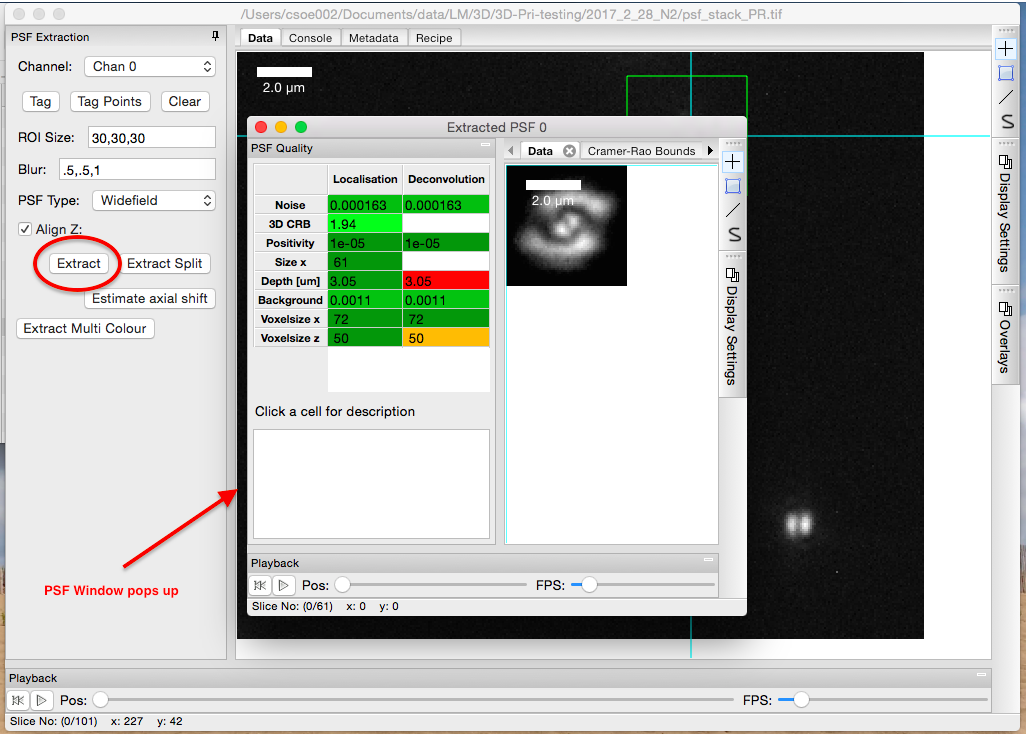 /Users/csoe002/Documents/data/LM/3D/3D-Pri-testing/2017_2_28_N2/psf_stack_PR.tif
PSF Extraction
Channel: Chan 0
Tag Tag Points Clear
ROI Size: 30,30,30
Blur: .5,.5,1
PSF Type: Widefield
Align Z:
Extract Extract Split
Estimate axial shift
Extract Multi Colour
PSF Window pops up
Data Console Metadata Recipe
2.0 µm
Extracted PSF 0
PSF Quality
Localisation Deconvolution
Noise 0.000163 0.000163
3D CRB 1.94
Positivity 1e-05 1e-05
Size x 61
Depth [um] 3.05 3.05
Background 0.0011 0.0011
Voxelsize x 72 72
Voxelsize z 50 50
Click a cell for description
Data Cramer-Rao Bounds
2.0 µm
Display Settings
Playback
Pos: FPS:
Slice No: (0/61) x: 0 y: 0
Display Settings
Overlays
Playback
Pos: FPS:
Slice No: (0/101) x: 227 y: 42